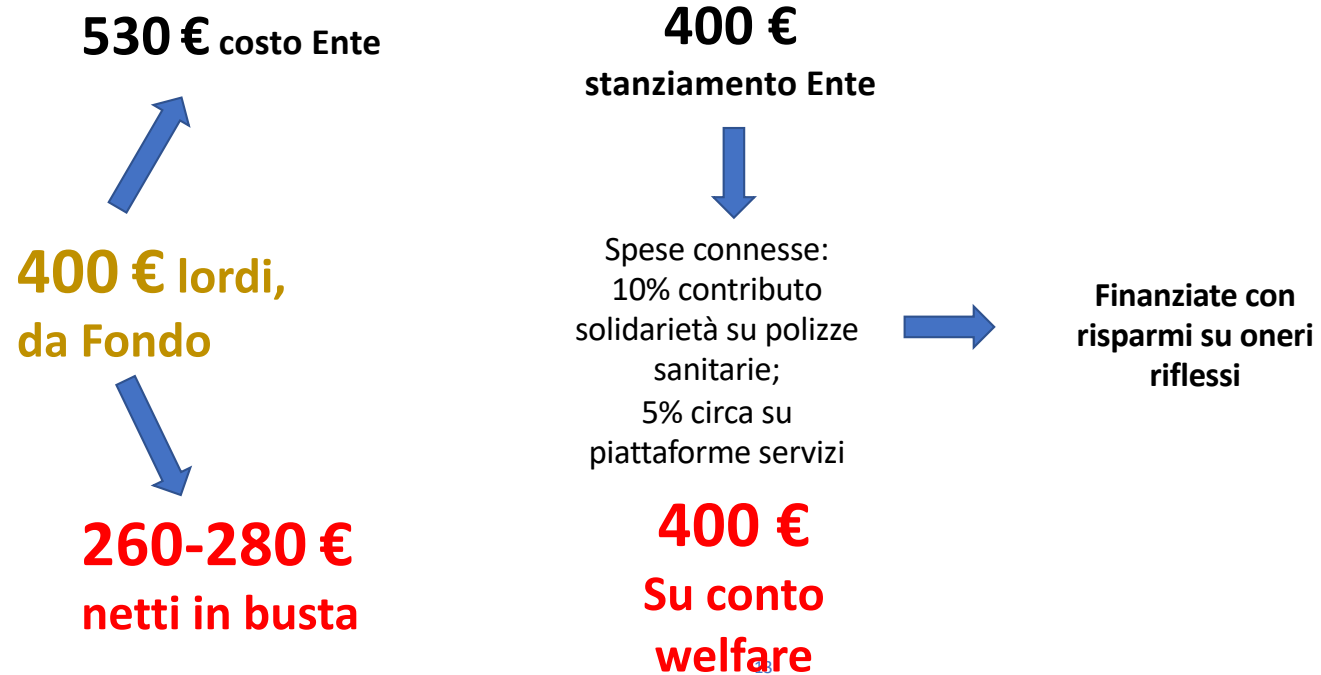 530 € costo Ente
400 € lordi,
da Fondo
260-280 €
netti in busta
400 €
stanziamento Ente
Spese connesse:
10% contributo
solidarietà su polizze
sanitarie;
5% circa su
piattaforme servizi
400 €
Su conto
welfare
13
Finanziate con
risparmi su oneri
riflessi